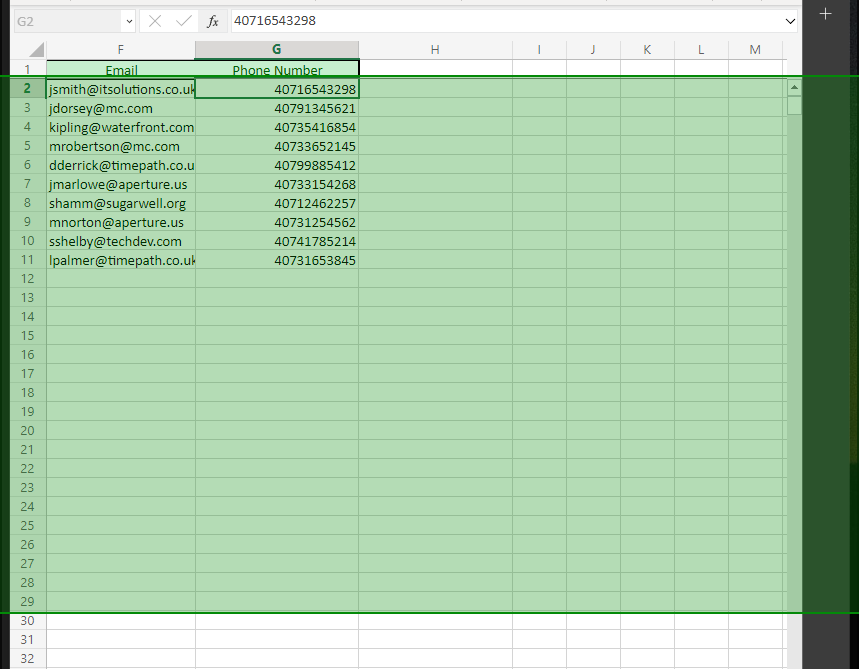 G2 fx 40716543298
F G H I J K L M
1 Email Phone Number
2 jsmith@itsolutions.co.uk 40716543298
3 jdorsey@mc.com 40791345621
4 kipling@waterfront.com 40735416854
5 mrobertson@mc.com 40733652145
6 dderrick@timepath.co.u 40799885412
7 jmarlowe@aperture.us 40733154268
8 shamm@sugarwell.org 40712462257
9 mnorton@aperture.us 40731254562
10 sshelby@techdev.com 40741785214
11 lpalmer@timepath.co.uk 40731653845
12
13
14
15
16
17
18
19
20
21
22
23
24
25
26
27
28
29
30
31
32